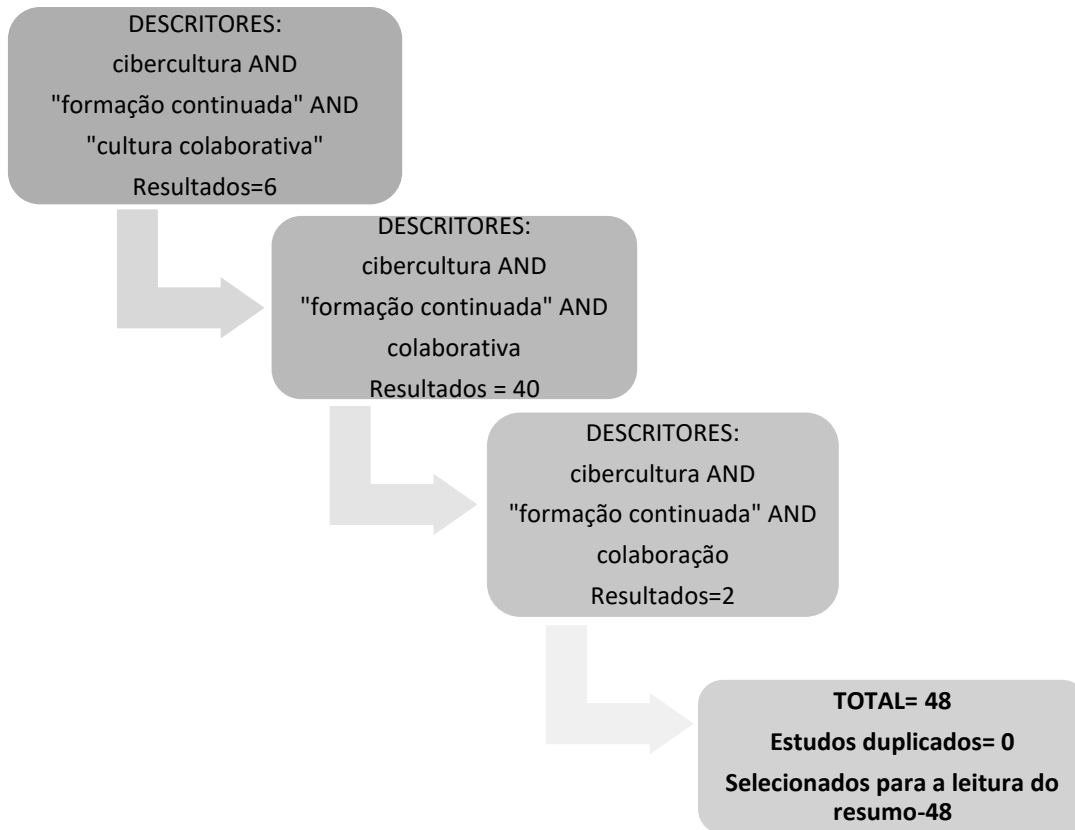 DESCRITORES:
cibercultura AND
"formação continuada" AND
"cultura colaborativa"
Resultados=6
DESCRITORES:
cibercultura AND
"formação continuada" AND
colaborativa
Resultados = 40
DESCRITORES:
cibercultura AND
"formação continuada" AND
colaboração
Resultados=2
TOTAL= 48
Estudos duplicados= 0
Selecionados para a leitura do
resumo-48